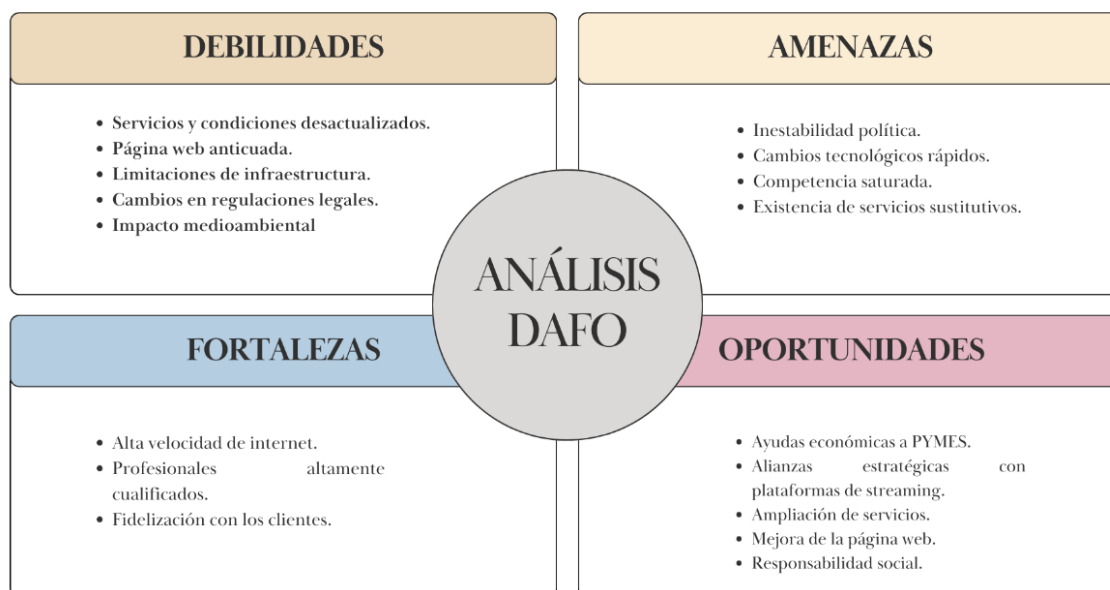 DEBILIDADES
• Servicios y condiciones desactualizados.
• Página web anticuada.
• Limitaciones de infraestructura.
• Cambios en regulaciones legales.
• Impacto medioambiental
AMENAZAS
• Inestabilidad política.
• Cambios tecnológicos rápidos.
• Competencia saturada.
• Existencia de servicios sustitutivos.
ANÁLISIS
DAFO
FORTALEZAS
• Alta velocidad de internet.
• Profesionales altamente
cualificados.
• Fidelización con los clientes.
OPORTUNIDADES
• Ayudas económicas a PYMES.
• Alianzas estratégicas con
plataformas de streaming.
• Ampliación de servicios.
• Mejora de la página web.
• Responsabilidad social.